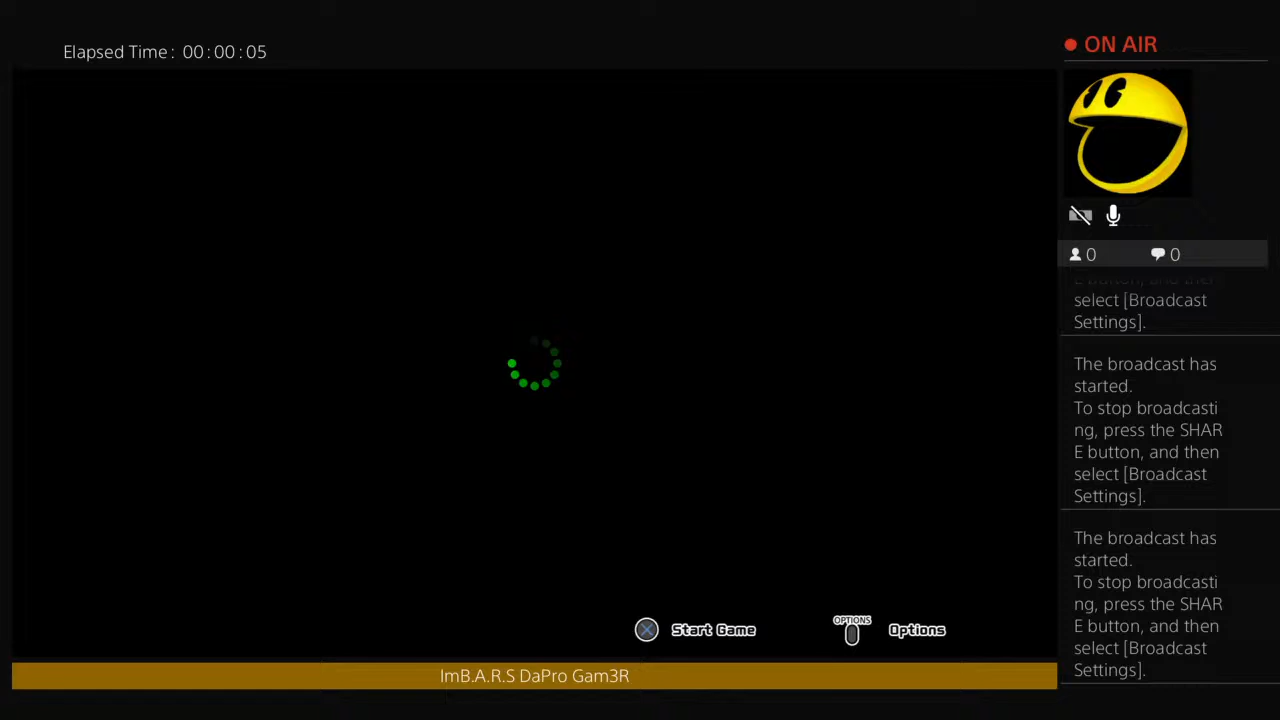 Elapsed Time: 00:00:05
ON AIR
0 0
select [Broadcast
Settings].
The broadcast has
started.
To stop broadcasti
ng, press the SHAR
E button, and then
select [Broadcast
Settings].
The broadcast has
started.
To stop broadcasti
ng, press the SHAR
E button, and then
select [Broadcast
Settings].
Start Game
OPTIONS
Options
ImB.A.R.S DaPro Gam3R